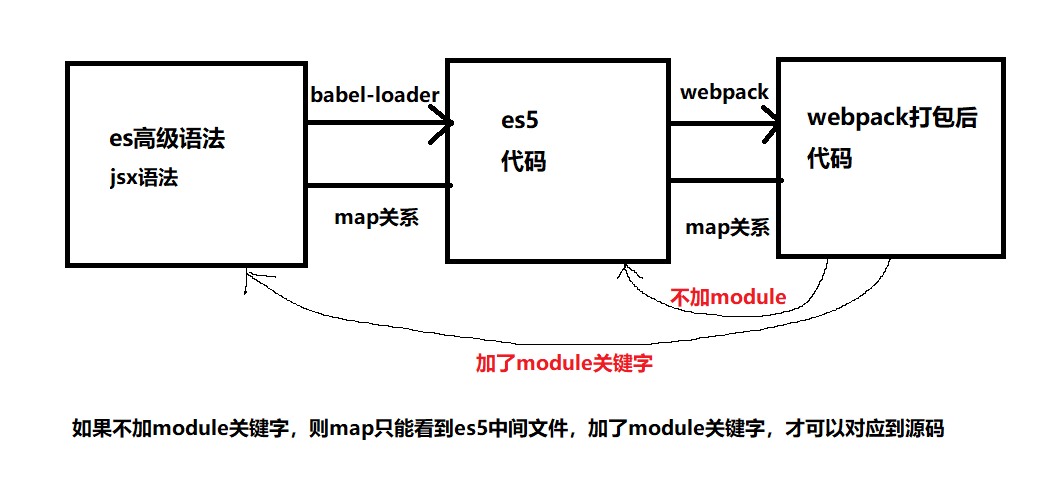 babel-loader
webpack
es高级语法
jsx语法
es5
代码
webpack打包后
代码
map关系
map关系
不加module
加了module关键字
如果不加module关键字，则map只能看到es5中间文件，加了module关键字，才可以对应到源码